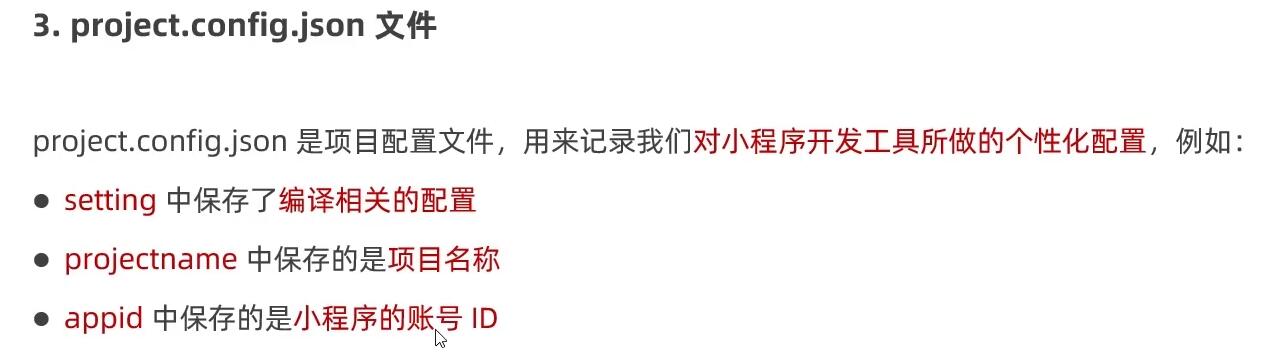 3. project.config.json 文件
project.config.json 是项目配置文件，用来记录我们对小程序开发工具所做的个性化配置，例如：
● setting 中保存了编译相关的配置
● projectname 中保存的是项目名称
● appid 中保存的是小程序的账号 ID